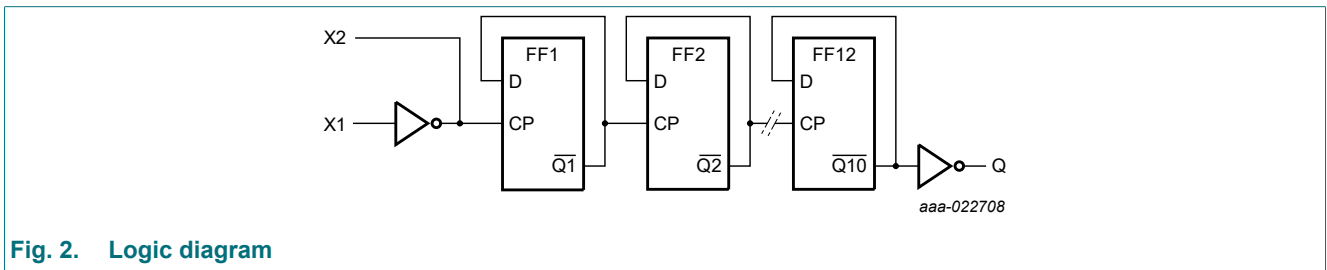 X2
X1
FF1
D
CP
Q1
FF2
D
CP
Q2
FF12
D
CP
Q10
Q
aaa-022708
Fig. 2. Logic diagram